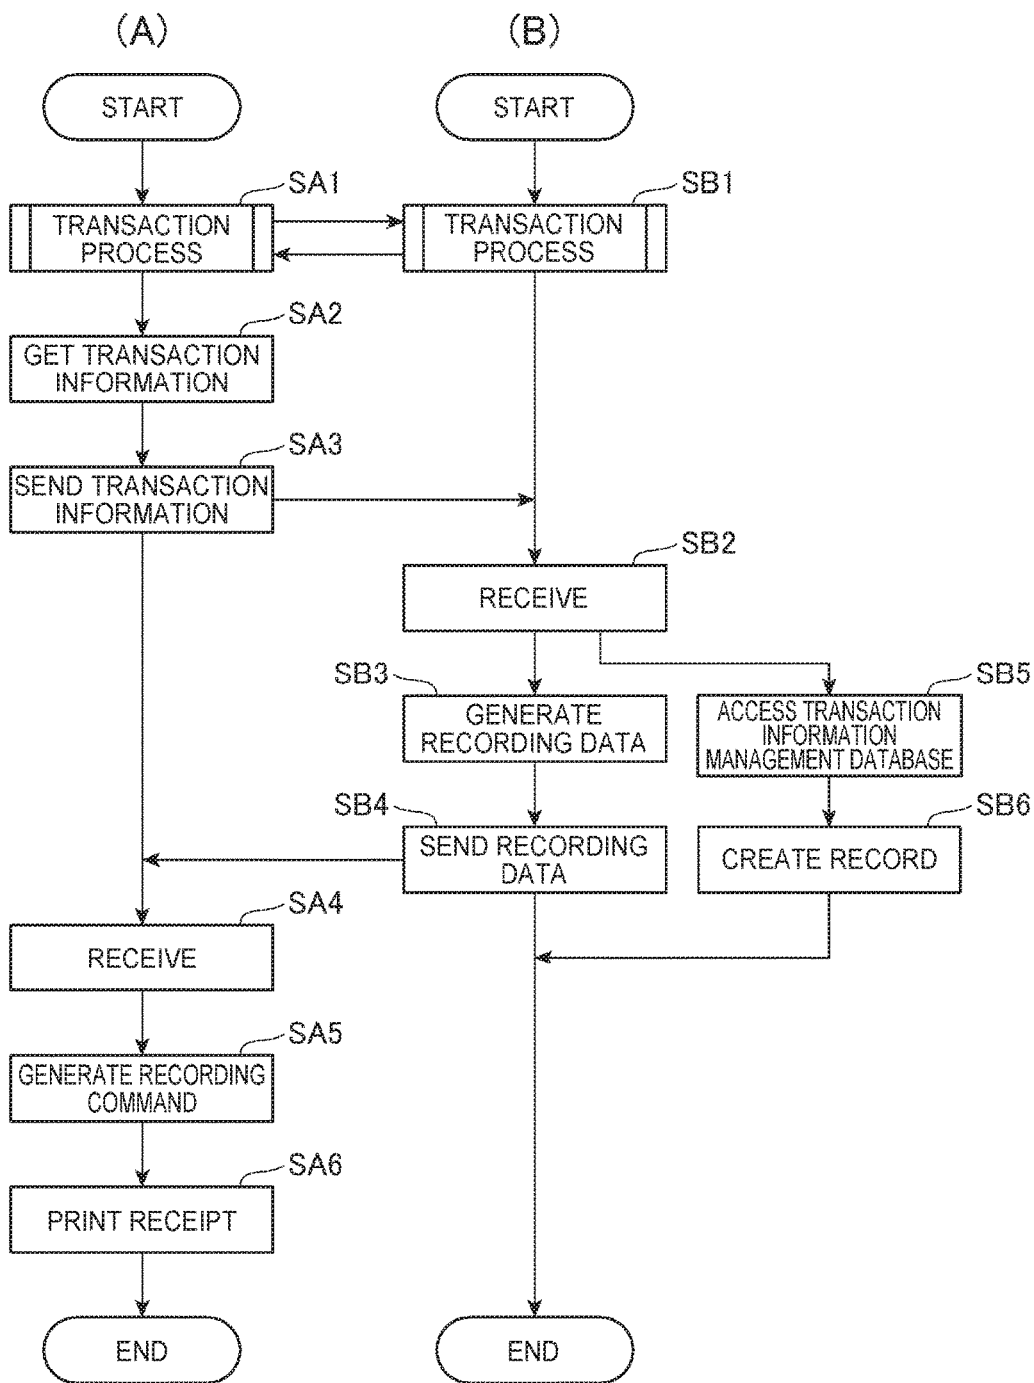 (A)
(B)
START
START
SA1
SB1
TRANSACTION
PROCESS
TRANSACTION
PROCESS
SA2
GET TRANSACTION
INFORMATION
SA3
SEND TRANSACTION
INFORMATION
SB2
RECEIVE
SB3
GENERATE
RECORDING DATA
SB5
ACCESS TRANSACTION
INFORMATION
MANAGEMENT DATABASE
SB4
SEND RECORDING
DATA
SB6
CREATE RECORD
SA4
RECEIVE
SA5
GENERATE RECORDING
COMMAND
SA6
PRINT RECEIPT
END
END